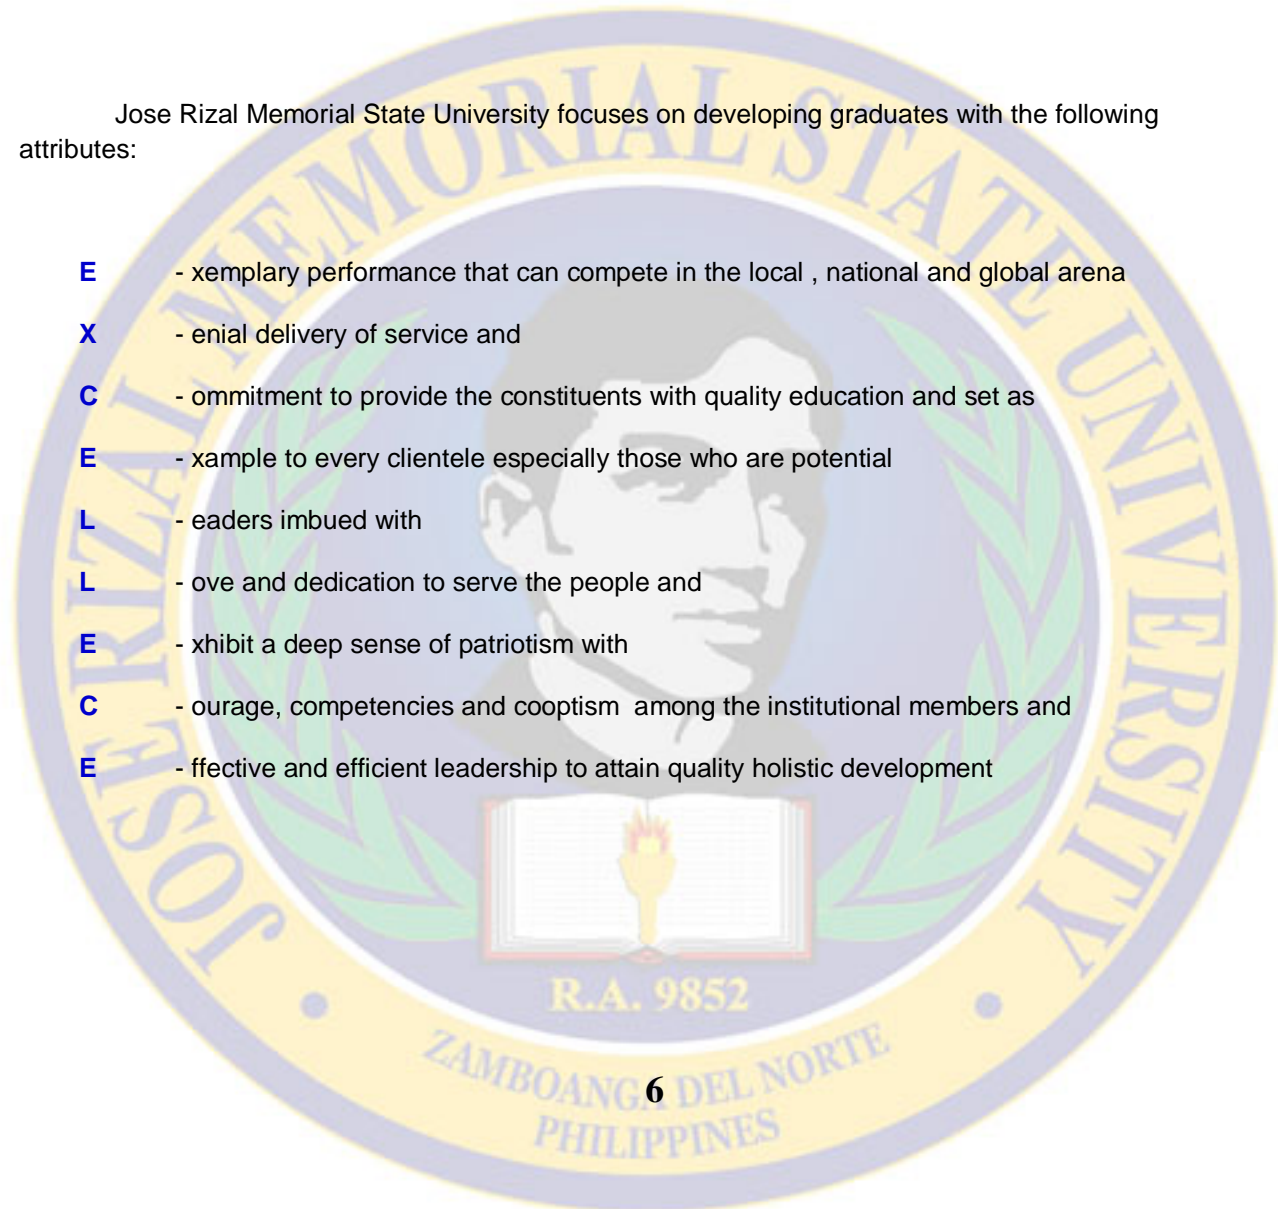 Jose Rizal Memorial State University focuses on developing graduates with the following
attributes:
E - xemplary performance that can compete in the local , national and global arena
X - enial delivery of service and
C - ommitment to provide the constituents with quality education and set as
E - xample to every clientele especially those who are potential
L - eaders imbued with
L - ove and dedication to serve the people and
E - xhibit a deep sense of patriotism with
C - ourage, competencies and cooptism among the institutional members and
E - ffective and efficient leadership to attain quality holistic development
JOSE RIZAL MEMORIAL STATE UNIVERSITY
R.A. 9852
ZAMBOANGA DEL NORTE
PHILIPPINES
6